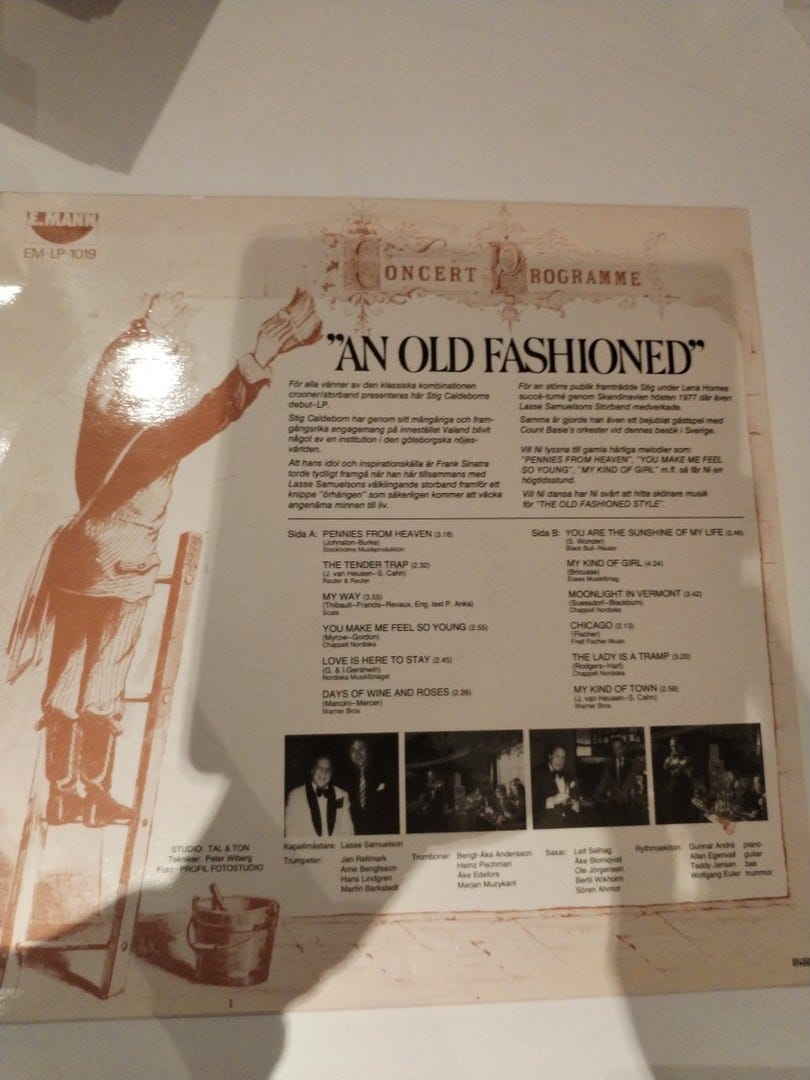 E. MANN
EM-LP-1019
CONCERT PROGRAMME
"AN OLD FASHIONED"
För alla vänner av den klassiska kombinationen
crooner/storband presenteras här Stig Caldeborns
debut-LP.
Stig Caldeborn har genom sitt mångåriga och fram-
gångsrika engagemang på innestället Valand blivit
något av en institution i den göteborgska nöjes-
världen.
Att hans idol och inspirationskälla är Frank Sinatra
torde tydligt framgå när han här tillsammans med
Lasse Samuelsons välklingande storband framför ett
knippe "örhängen" som säkerligen kommer att väcka
angenäma minnen till liv.
För en större publik framträdde Stig under Lena Hornes
succé-turné genom Skandinavien hösten 1977 där även
Lasse Samuelsons Storband medverkade.
Samma år gjorde han även ett bejublat gästspel med
Count Basie's orkester vid dennes besök i Sverige.
Vill Ni lyssna till gamla härliga melodier som:
"PENNIES FROM HEAVEN", "YOU MAKE ME FEEL
SO YOUNG", "MY KIND OF GIRL" m.fl. så får Ni en
högtidsstund.
Vill Ni dansa har Ni svårt att hitta skönare musik
för "THE OLD FASHIONED STYLE".
Sida A: PENNIES FROM HEAVEN (3.18)
(Johnston–Burke)
Stockholms Musikproduktion
THE TENDER TRAP (2.32)
(J. van Heusen–S. Cahn)
Reuter & Reuter
MY WAY (3.55)
(Thibault–Francis–Revaux, Eng. text P. Anka)
Scala
YOU MAKE ME FEEL SO YOUNG (2.55)
(Myrow–Gordon)
Chappell Nordiska
LOVE IS HERE TO STAY (2.45)
(G. & I.Gershwin)
Nordiska Musikförlaget
DAYS OF WINE AND ROSES (2.26)
(Mancini–Mercer)
Warner Bros.
Sida B: YOU ARE THE SUNSHINE OF MY LIFE (2.46)
(S. Wonder)
Black Bull–Reuter
MY KIND OF GIRL (4.24)
(Bricusse)
Essex Musikförlag
MOONLIGHT IN VERMONT (3.42)
(Suessdorf–Blackburn)
Chappell Nordiska
CHICAGO (2.13)
(Fischer)
Fred Fischer Music
THE LADY IS A TRAMP (3.20)
(Rodgers–Hart)
Chappell Nordiska
MY KIND OF TOWN (2.58)
(J. van Heusen–S. Cahn)
Warner Bros.
STUDIO: TAL & TON
Tekniker: Peter Wiberg
Foto: PROFIL FOTOSTUDIO
Kapellmästare: Lasse Samuelson
Trumpeter: Jan Rellmark
Arne Bengtsson
Hans Lindgren
Martin Barkstedt
Tromboner: Bengt-Åke Andersson
Heinz Pechman
Åke Edefors
Marjan Muzykant
Saxar: Leif Selhag
Åke Blomqvist
Ole Jörgensen
Bertil Wikholm
Sören Ahrnot
Rythmsektion: Gunnar André piano
Allan Egenvall guitar
Teddy Jensen bas
Wolfgang Euler trummor